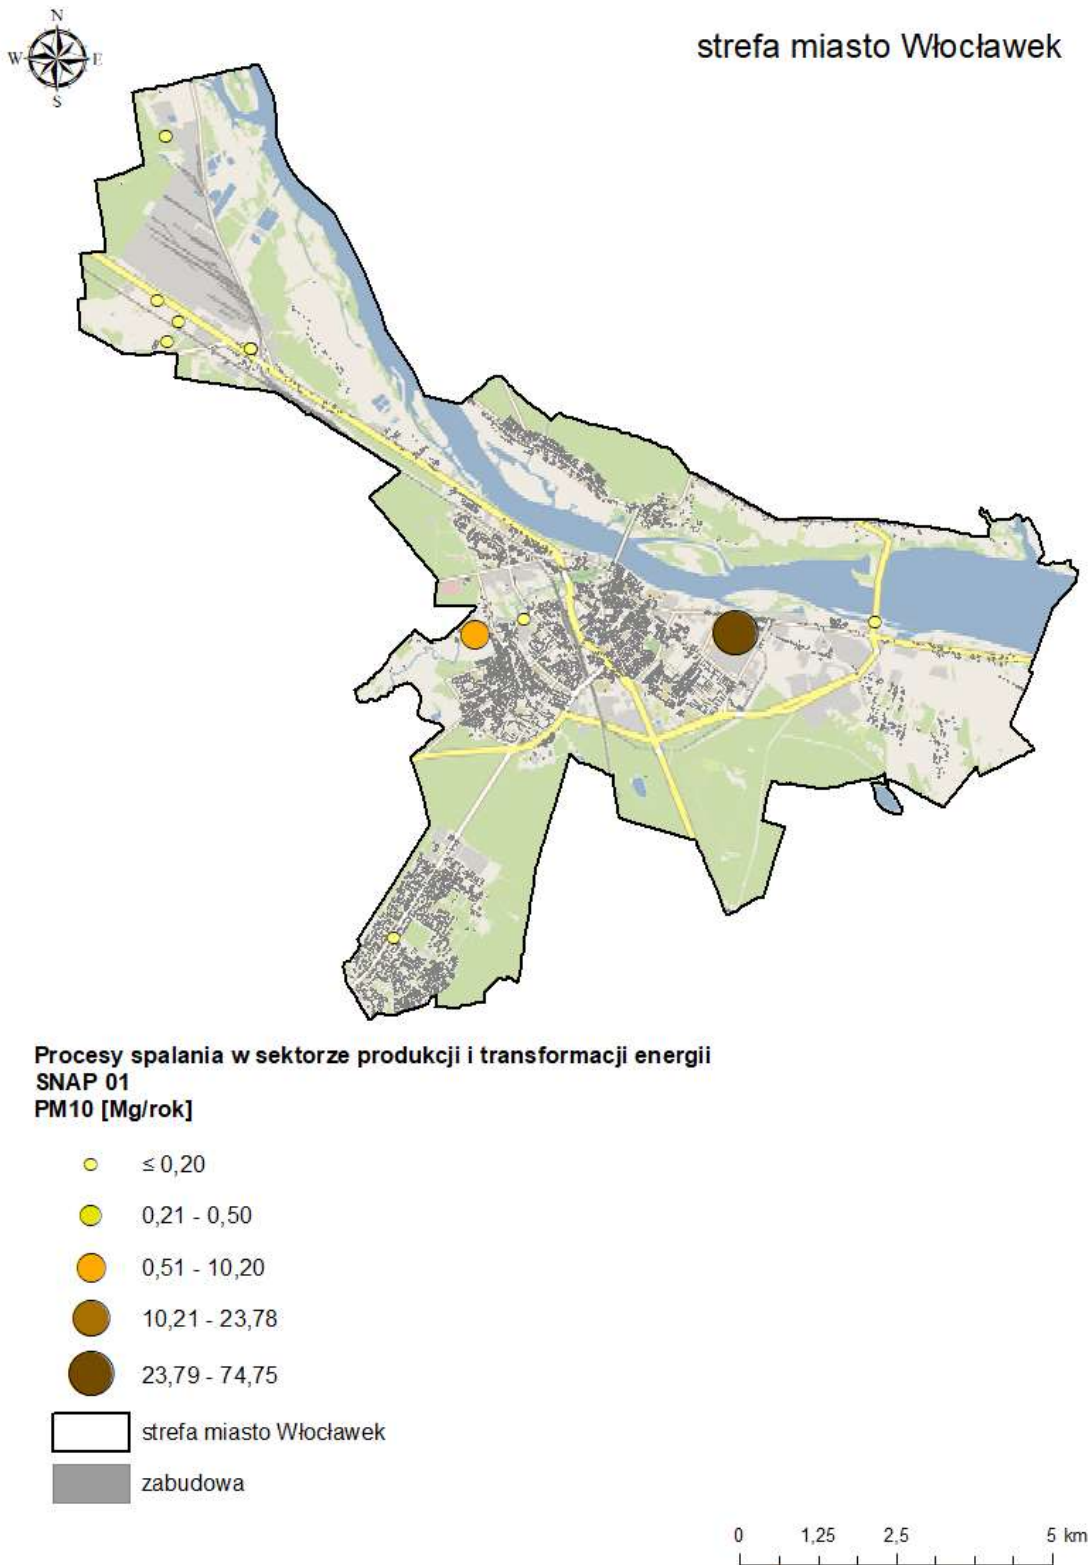 N
W E
S
strefa miasto Włocławek
Procesy spalania w sektorze produkcji i transformacji energii
SNAP 01
PM10 [Mg/rok]
≤ 0,20
0,21 - 0,50
0,51 - 10,20
10,21 - 23,78
23,79 - 74,75
strefa miasto Włocławek
zabudowa
0 1,25 2,5 5 km